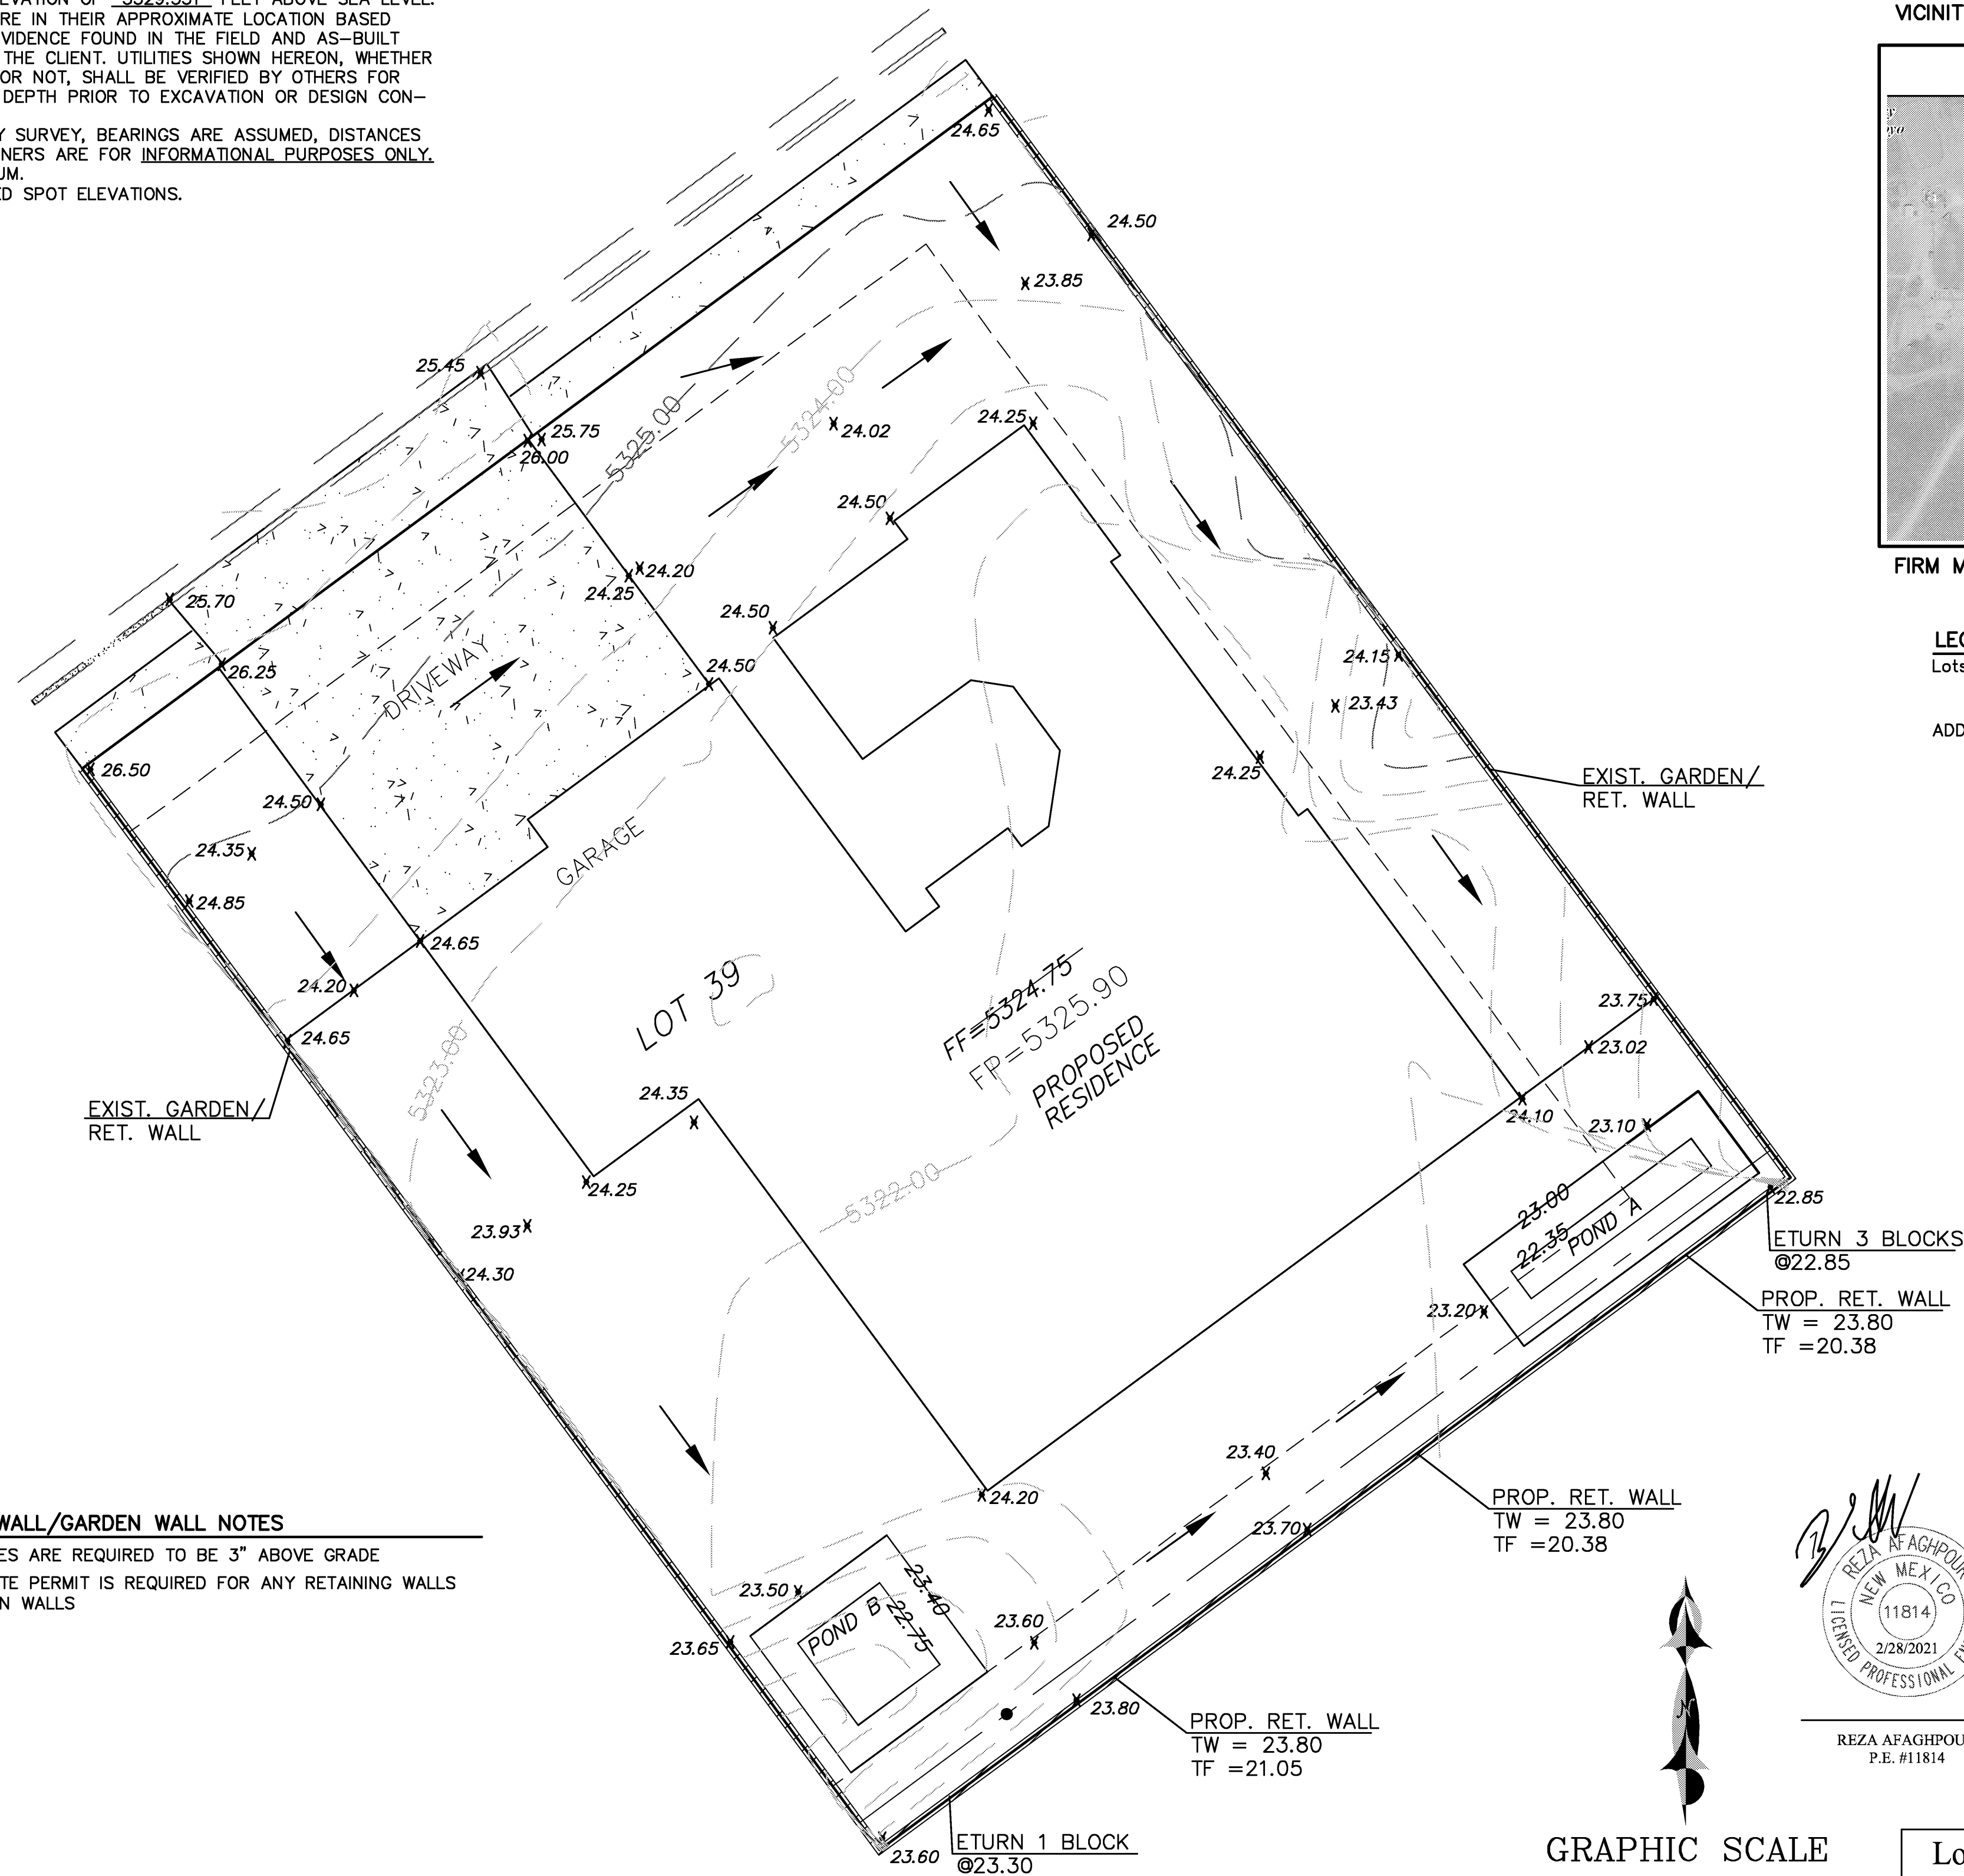 EVATION OF 5329.551 FEET ABOVE SEA LEVEL.
RE IN THEIR APPROXIMATE LOCATION BASED
VIDENCE FOUND IN THE FIELD AND AS-BUILT
THE CLIENT. UTILITIES SHOWN HEREON, WHETHER
OR NOT, SHALL BE VERIFIED BY OTHERS FOR
DEPTH PRIOR TO EXCAVATION OR DESIGN CON-
Y SURVEY, BEARINGS ARE ASSUMED, DISTANCES
NERS ARE FOR INFORMATIONAL PURPOSES ONLY.
UM.
ED SPOT ELEVATIONS.
VICINIT
yo
FIRM M
LEG
Lots
ADD
24.65
24.50
23.85
25.45
25.75
26.00
5325.00
5324.00
24.02
24.25
24.50
24.20
24.25
25.70
24.50
26.25
DRIVEWAY
24.50
24.15
23.43
26.50
24.50
24.25
EXIST. GARDEN/
RET. WALL
24.35
GARAGE
24.85
24.65
LOT 39
FF=5324.75
FP=5325.90
PROPOSED
RESIDENCE
24.20
24.65
23.75
23.02
5323.00
EXIST. GARDEN/
RET. WALL
24.35
24.10
23.10
24.25
5322.00
23.00
22.35
POND A
22.85
ETURN 3 BLOCKS
@22.85
23.93
24.30
23.20
PROP. RET. WALL
TW = 23.80
TF =20.38
23.40
24.20
23.70
PROP. RET. WALL
TW = 23.80
TF =20.38
WALL/GARDEN WALL NOTES
ES ARE REQUIRED TO BE 3" ABOVE GRADE
TE PERMIT IS REQUIRED FOR ANY RETAINING WALLS
N WALLS
23.50
23.40
POND B
22.75
23.65
23.60
23.80
PROP. RET. WALL
TW = 23.80
TF =21.05
23.60
ETURN 1 BLOCK
@23.30
REZA AFAGHPOUR
NEW MEXICO
11814
2/28/2021
LICENSED PROFESSIONAL EN
REZA AFAGHPOU
P.E. #11814
N
GRAPHIC SCALE
Lo